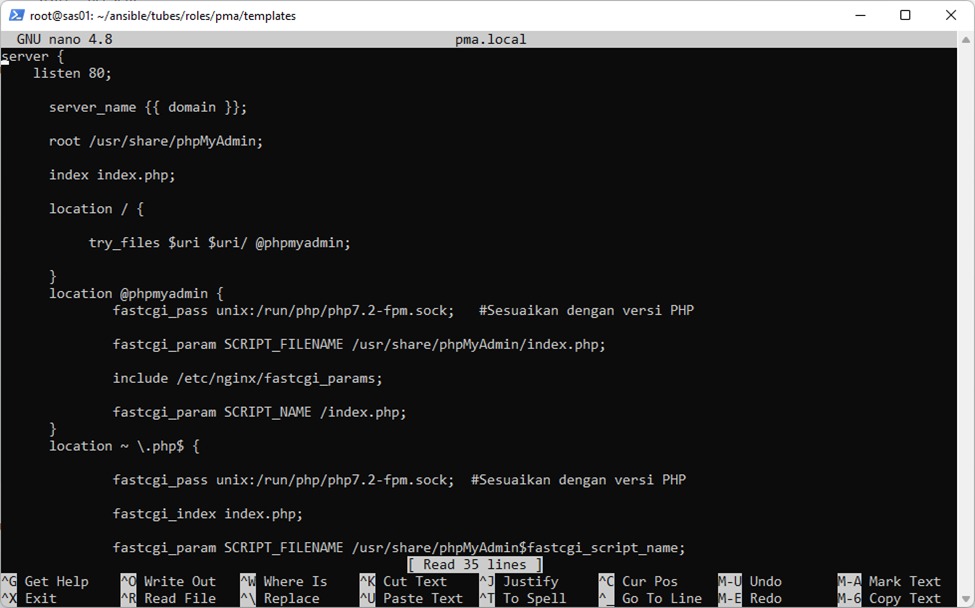 root@sas01: ~/ansible/tubes/roles/pma/templates
GNU nano 4.8 pma.local
server {
listen 80;
server_name {{ domain }};
root /usr/share/phpMyAdmin;
index index.php;
location / {
try_files $uri $uri/ @phpmyadmin;
}
location @phpmyadmin {
fastcgi_pass unix:/run/php/php7.2-fpm.sock; #Sesuaikan dengan versi PHP
fastcgi_param SCRIPT_FILENAME /usr/share/phpMyAdmin/index.php;
include /etc/nginx/fastcgi_params;
fastcgi_param SCRIPT_NAME /index.php;
}
location ~ \.php$ {
fastcgi_pass unix:/run/php/php7.2-fpm.sock; #Sesuaikan dengan versi PHP
fastcgi_index index.php;
fastcgi_param SCRIPT_FILENAME /usr/share/phpMyAdmin$fastcgi_script_name;
[ Read 35 lines ]
^G Get Help ^O Write Out ^W Where Is ^K Cut Text ^J Justify ^C Cur Pos M-U Undo M-A Mark Text
^X Exit ^R Read File ^\ Replace ^U Paste Text ^T To Spell ^_ Go To Line M-E Redo M-6 Copy Text